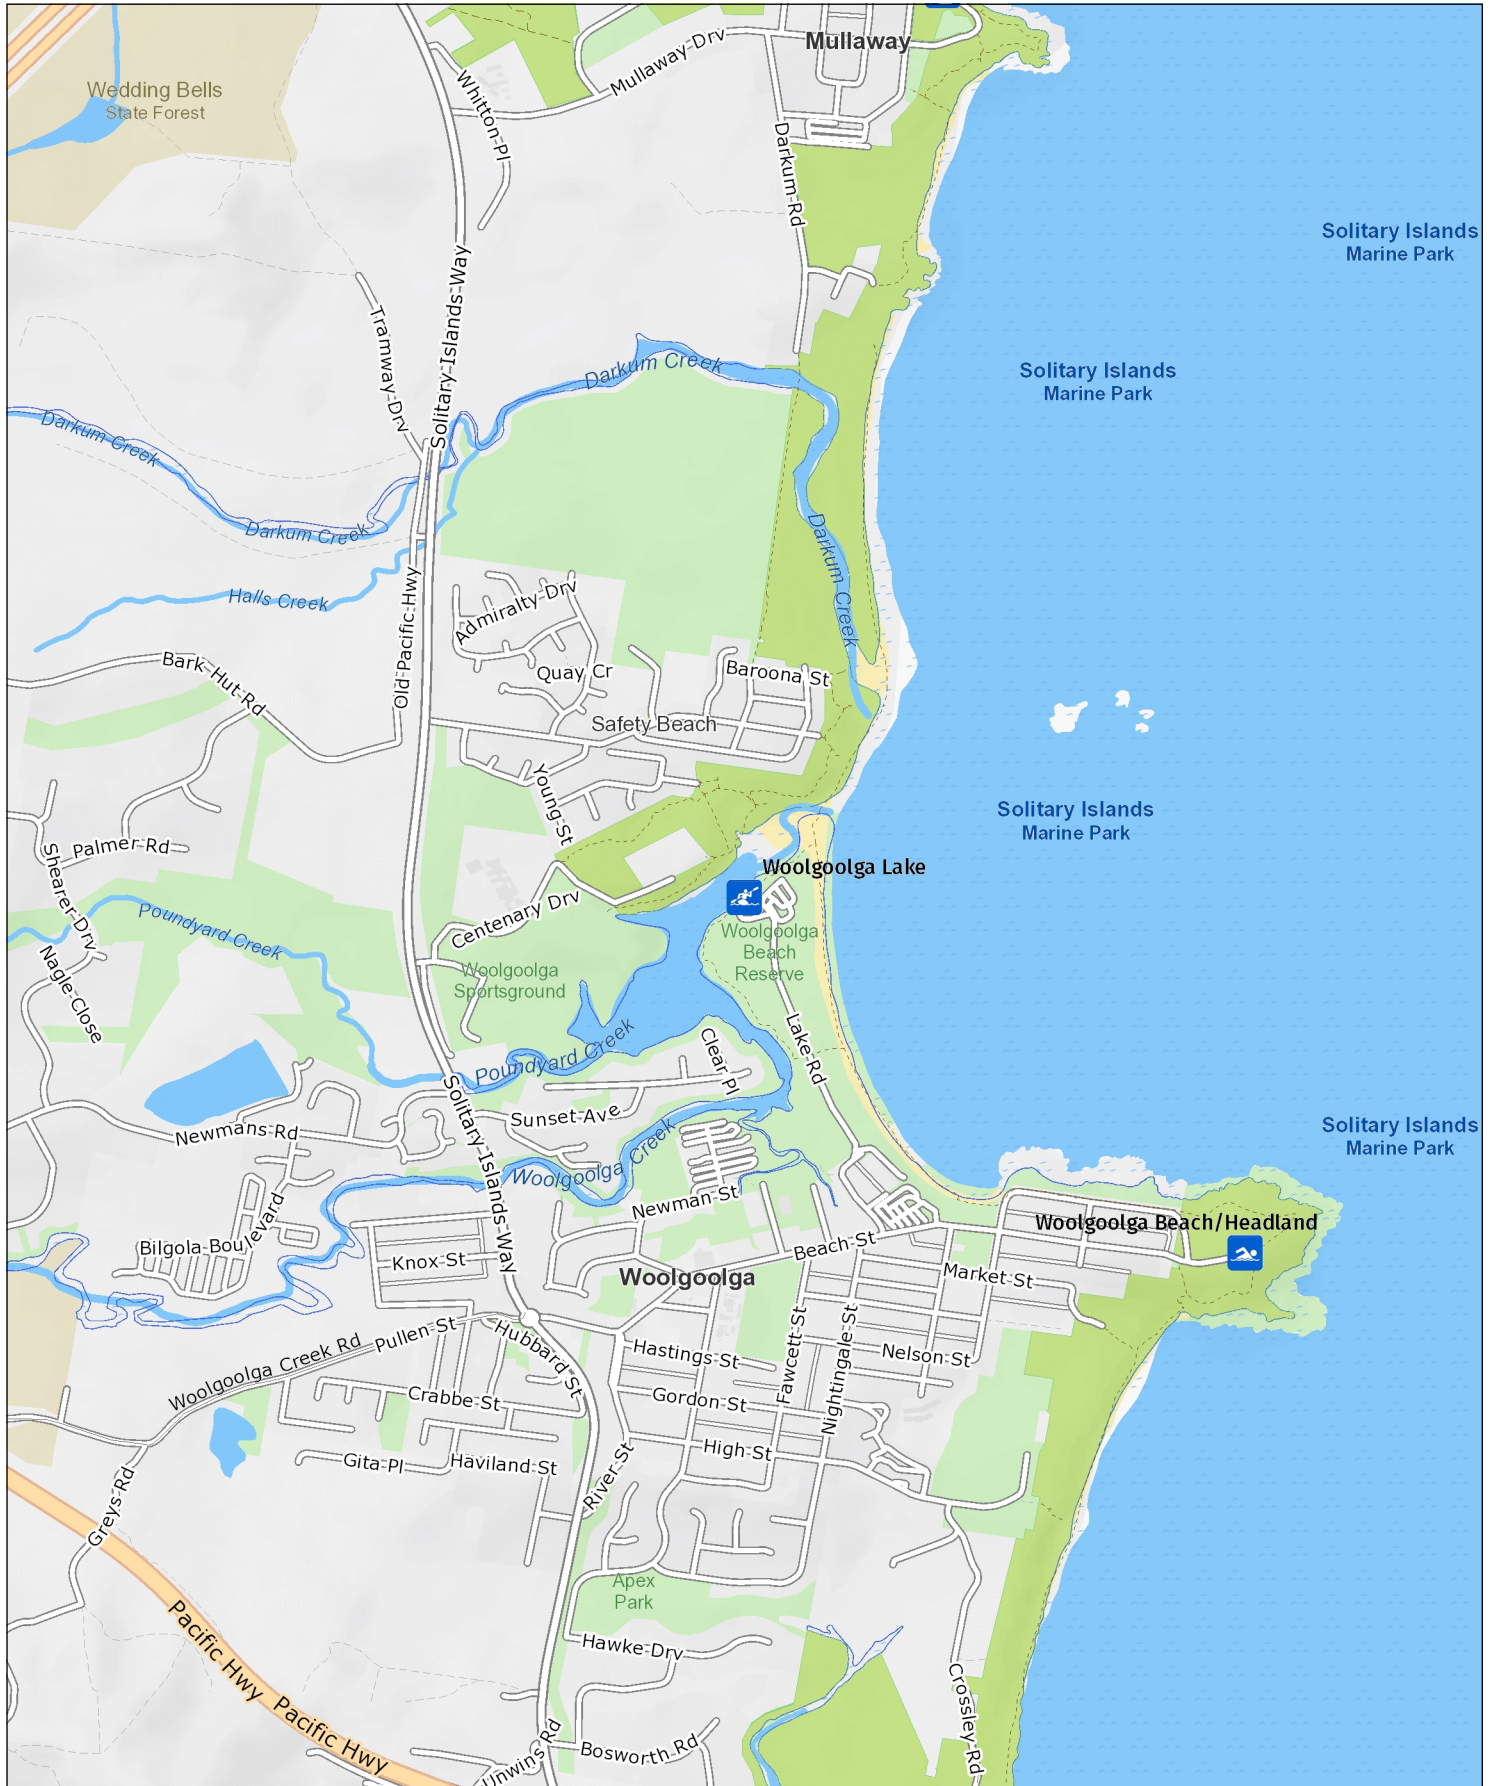 Mullaway
Mullaway Drv
Wedding Bells
State Forest
Whitton Pl
Darkum Rd
Solitary Islands
Marine Park
Solitary Islands Way
Tramway Drv
Darkum Creek
Solitary Islands
Marine Park
Darkum Creek
Darkum Creek
Darkum Creek
Halls Creek
Admiralty Drv
Old Pacific Hwy
Bark Hut Rd
Quay Cr
Baroona St
Safety Beach
Young St
Solitary Islands
Marine Park
Palmer Rd
Shearer Drv
Woolgoolga Lake
Centenary Drv
Poundyard Creek
Woolgoolga
Beach
Reserve
Woolgoolga
Sportsground
Nagle Close
Lake Rd
Poundyard Creek
Clear Pl
Solitary Islands Way
Sunset Ave
Newmans Rd
Solitary Islands
Marine Park
Woolgoolga Creek
Newman St
Bilgola Boulevard
Woolgoolga Beach/Headland
Beach St
Knox St
Woolgoolga
Market St
Pullen St
Hubbard St
Woolgoolga Creek Rd
Hastings St
Fawcett St
Nightingale St
Nelson St
Crabbe St
Gordon St
High St
Gita Pl
Haviland St
River St
Greys Rd
Apex
Park
Pacific Hwy
Pacific Hwy
Hawke Drv
Crossley Rd
Bosworth Rd
Unwins Rd